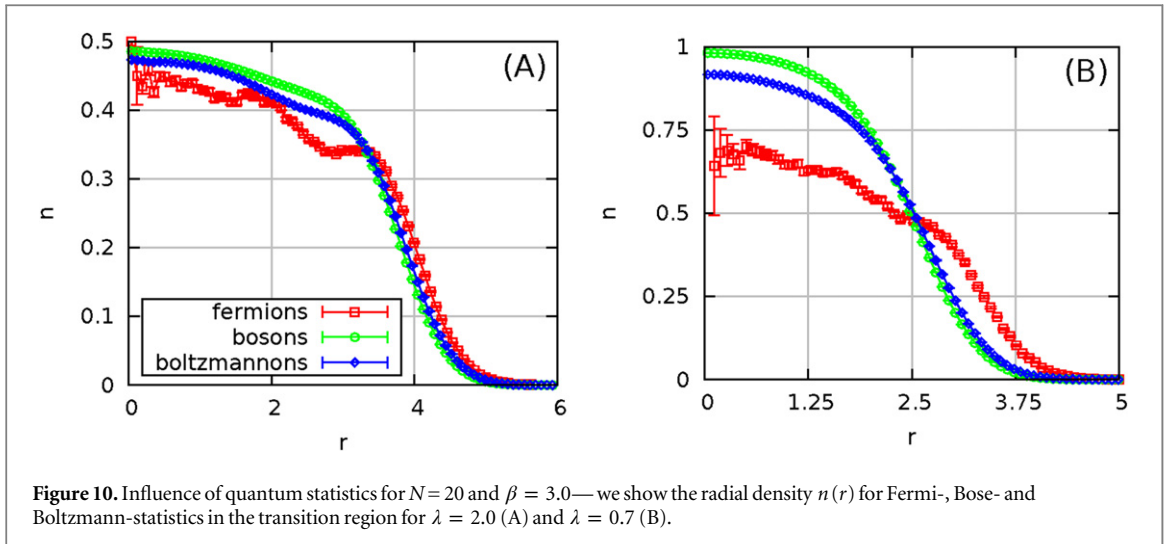 0.5
0.4
0.3
0.2
0.1
0
n
(A)
fermions
bosons
boltzmannons
0 2 4 6
r
1
0.75
0.5
0.25
0
n
(B)
0 1.25 2.5 3.75 5
r
Figure 10. Influence of quantum statistics for N = 20 and β = 3.0— we show the radial density n(r) for Fermi-, Bose- and
Boltzmann-statistics in the transition region for λ = 2.0 (A) and λ = 0.7 (B).